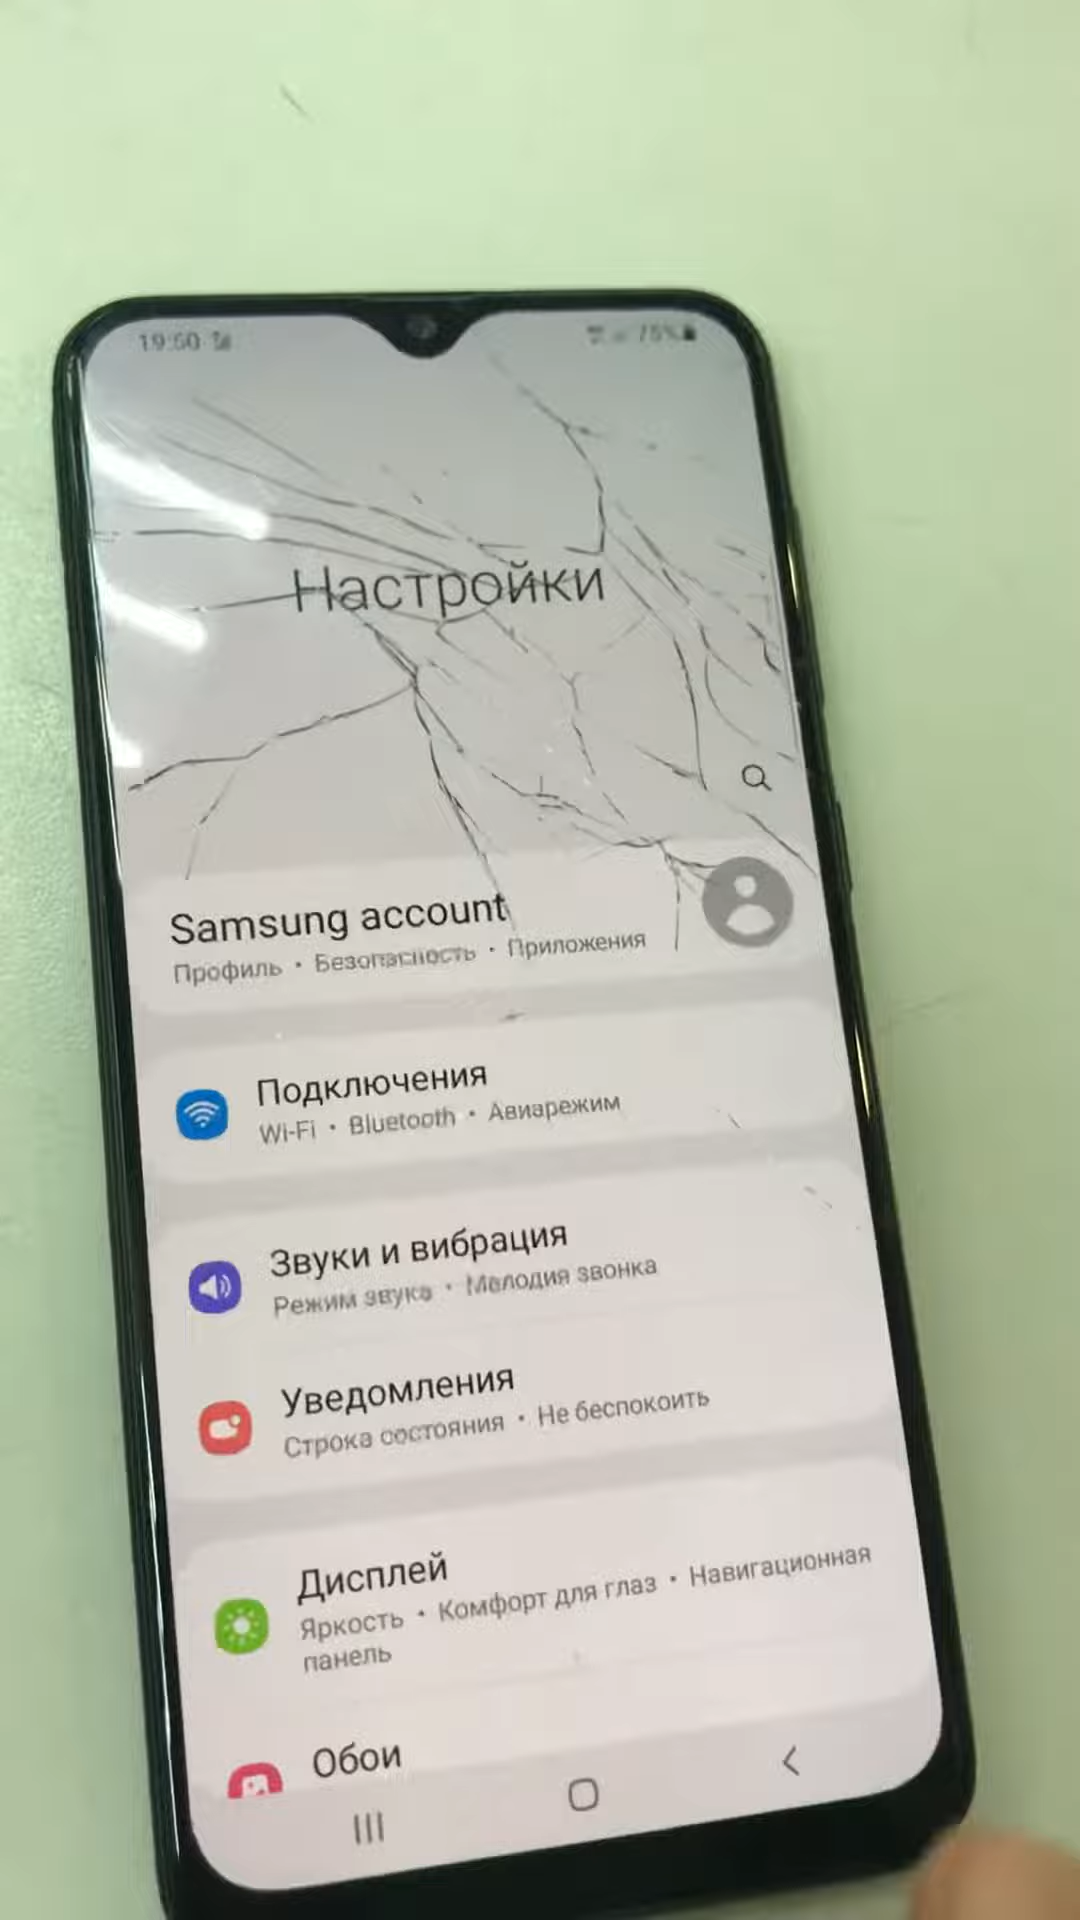 19:50
75%
Настройки
Samsung account
Профиль • Безопасность • Приложения
Подключения
Wi-Fi • Bluetooth • Авиарежим
Звуки и вибрация
Режим звука • Мелодия звонка
Уведомления
Строка состояния • Не беспокоить
Дисплей
Яркость • Комфорт для глаз • Навигационная
панель
Обои